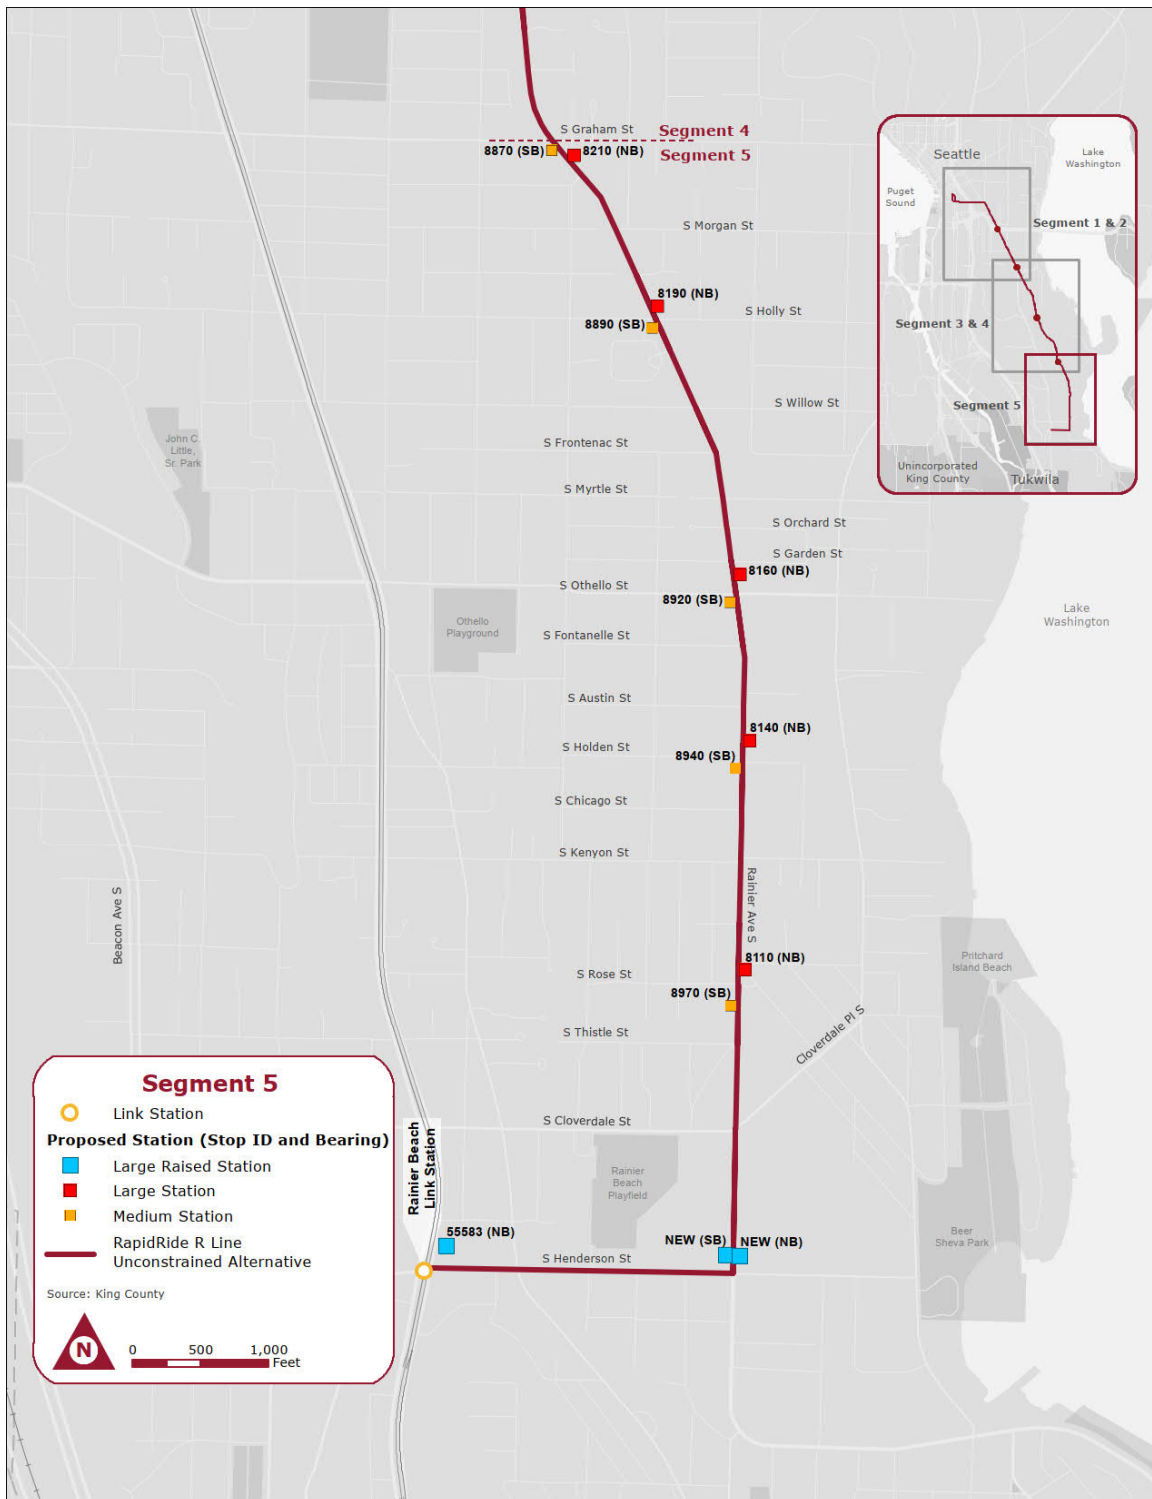 S Graham St
Segment 4
8870 (SB)
8210 (NB)
Segment 5
S Morgan St
8190 (NB)
S Holly St
8890 (SB)
S Willow St
S Frontenac St
S Myrtle St
S Orchard St
S Garden St
8160 (NB)
S Othello St
8920 (SB)
S Fontanelle St
S Austin St
8140 (NB)
S Holden St
8940 (SB)
S Chicago St
S Kenyon St
Rainier Ave S
8110 (NB)
S Rose St
8970 (SB)
S Thistle St
Cloverdale Pl S
S Cloverdale St
Beacon Ave S
John C.
Little,
Sr. Park
Othello
Playground
Lake
Washington
Pritchard
Island Beach
Rainier
Beach
Playfield
Beer
Sheva Park
Rainier Beach
Link Station
55583 (NB)
NEW (SB)
NEW (NB)
S Henderson St
Seattle
Lake
Washington
Puget
Sound
Segment 1 & 2
Segment 3 & 4
Segment 5
Unincorporated
King County
Tukwila
Segment 5
Link Station
Proposed Station (Stop ID and Bearing)
Large Raised Station
Large Station
Medium Station
RapidRide R Line
Unconstrained Alternative
Source: King County
N
0 500 1,000
Feet